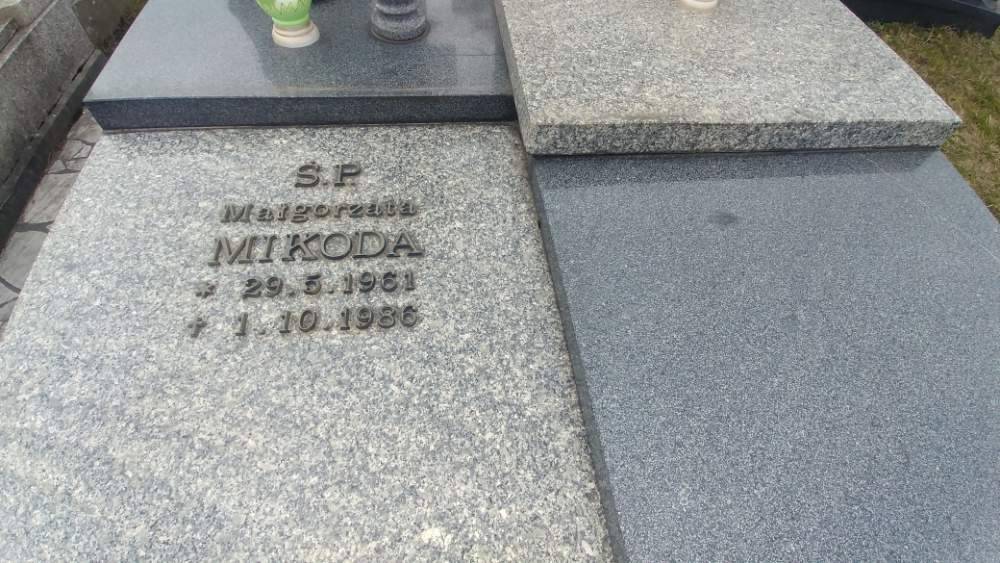 Ś.P.
Małgorzata
MIKODA
* 29.5.1961
† 1.10.1986